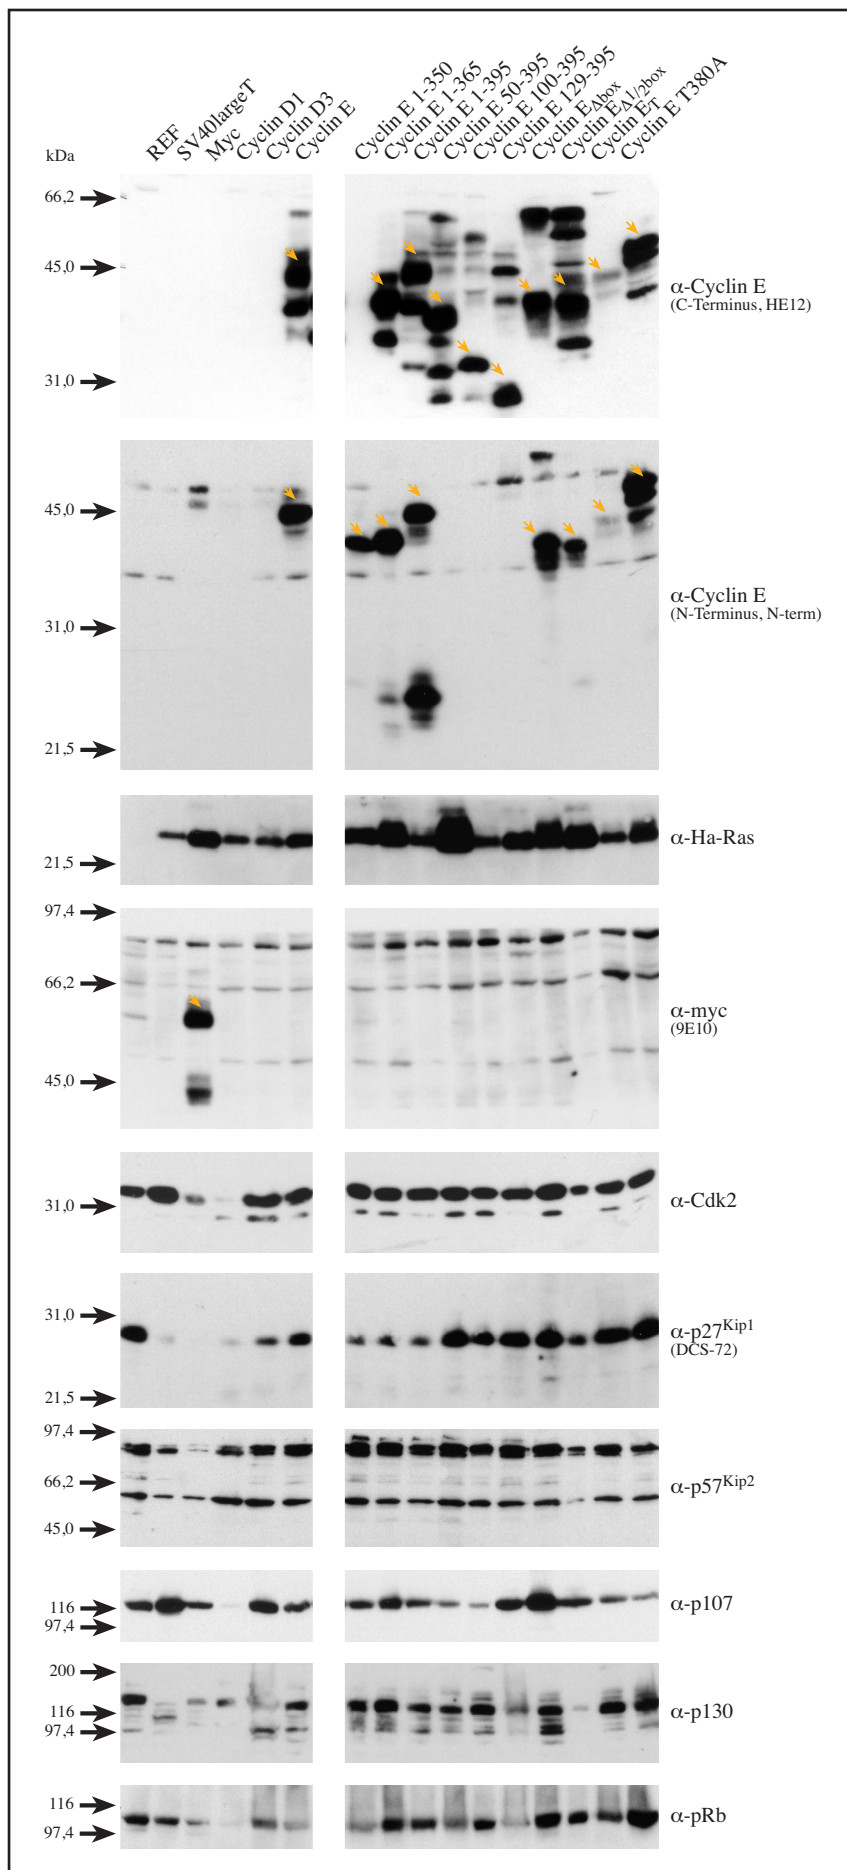 REF
SV40largeT
Myc
Cyclin D1
Cyclin D3
Cyclin E
Cyclin E 1-350
Cyclin E 1-365
Cyclin E 1-395
Cyclin E 50-395
Cyclin E 100-395
Cyclin E 129-395
Cyclin E Δbox
Cyclin E Δ1/2box
Cyclin E T
Cyclin E T380A
kDa
66,2
45,0
31,0
α-Cyclin E
(C-Terminus, HE12)
45,0
31,0
21,5
α-Cyclin E
(N-Terminus, N-term)
21,5
α-Ha-Ras
97,4
66,2
45,0
α-myc
(9E10)
31,0
α-Cdk2
31,0
21,5
α-p27Kip1
(DCS-72)
97,4
66,2
45,0
α-p57Kip2
116
97,4
α-p107
200
116
97,4
α-p130
116
97,4
α-pRb